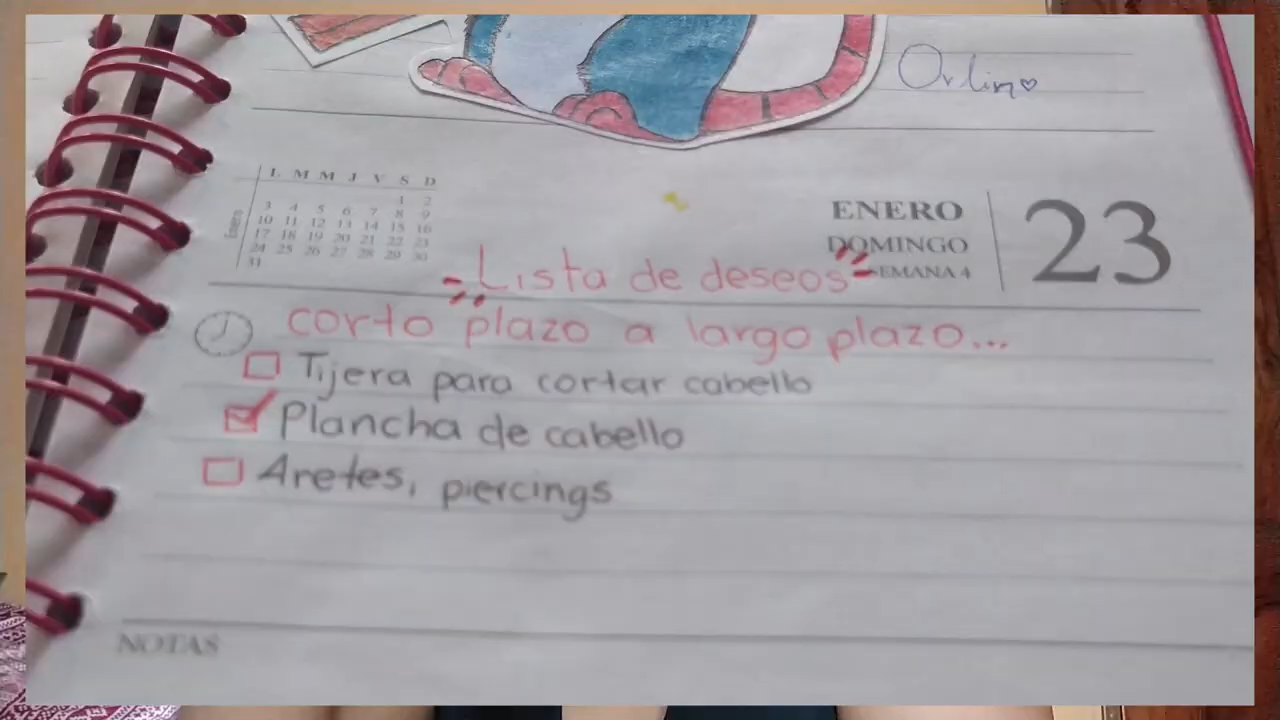 Orlin
L M M J V S D
1 2
3 4 5 6 7 8 9
10 11 12 13 14 15 16
17 18 19 20 21 22 23
24 25 26 27 28 29 30
31
Enero
ENERO
DOMINGO
SEMANA 4
23
Lista de deseos
corto plazo a largo plazo...
Tijera para cortar cabello
Plancha de cabello
Aretes, piercings
NOTAS